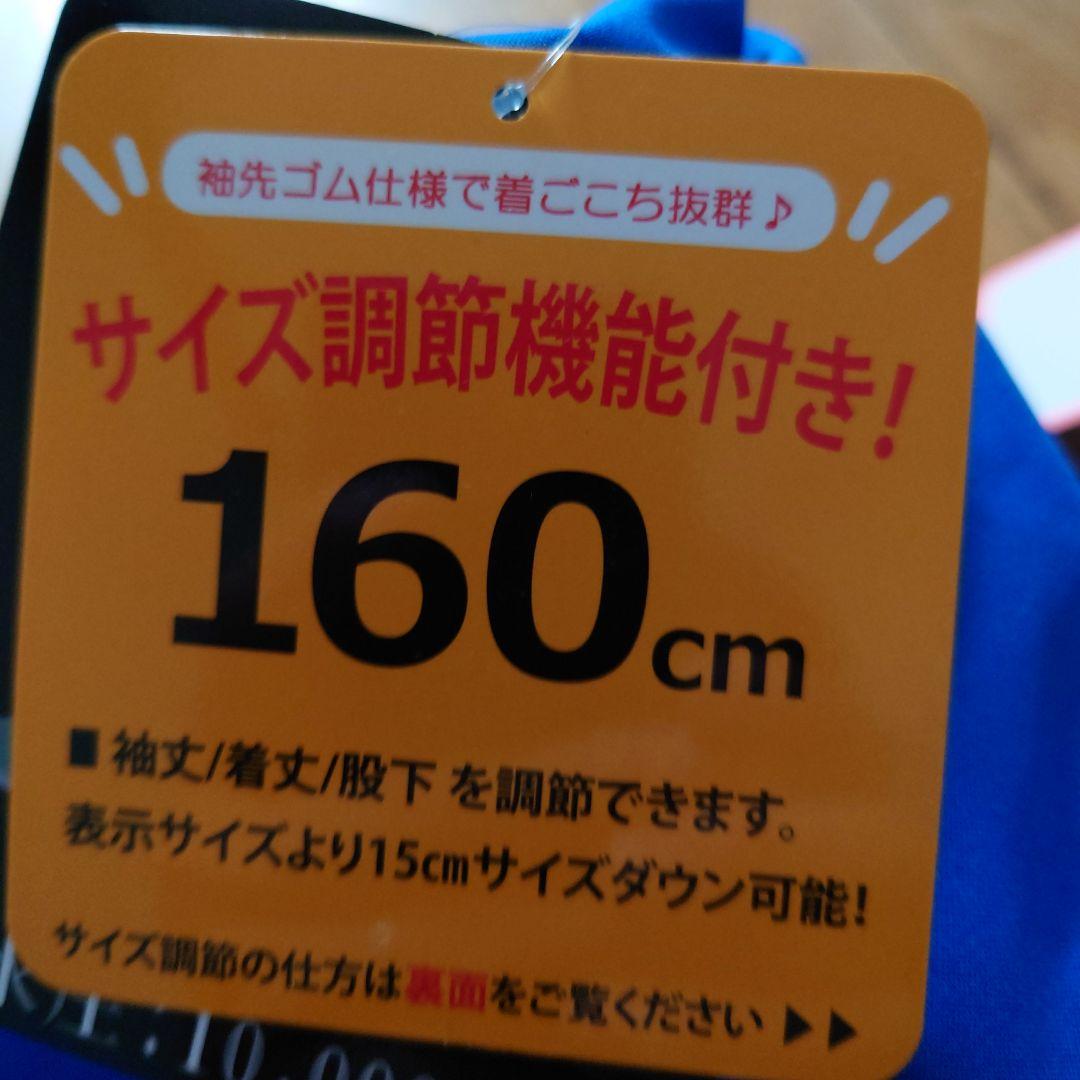 袖先ゴム仕様で着ごこち抜群♪
サイズ調節機能付き!
160cm
■ 袖丈/着丈/股下 を調節できます。
表示サイズより15㎝サイズダウン可能!
サイズ調節の仕方は裏面をご覧ください ▶▶